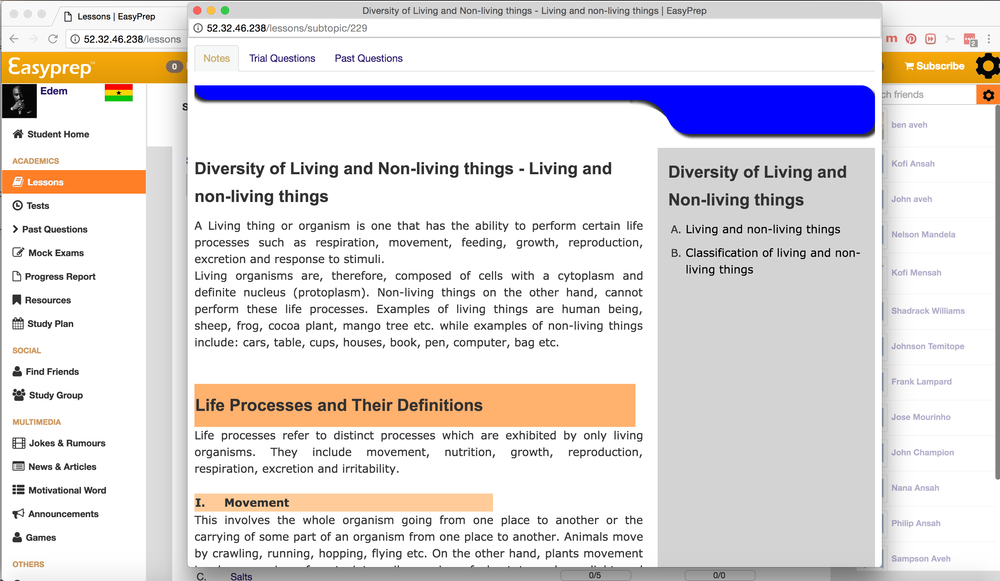 Lessons | EasyPrep
52.32.46.238/lessons
Easyprep™
0
Edem
Student Home
ACADEMICS
Lessons
Tests
Past Questions
Mock Exams
Progress Report
Resources
Study Plan
SOCIAL
Find Friends
Study Group
MULTIMEDIA
Jokes & Rumours
News & Articles
Motivational Word
Announcements
Games
OTHERS
Diversity of Living and Non-living things - Living and non-living things | EasyPrep
52.32.46.238/lessons/subtopic/229
Notes Trial Questions Past Questions
Diversity of Living and Non-living things - Living and
non-living things
A Living thing or organism is one that has the ability to perform certain life
processes such as respiration, movement, feeding, growth, reproduction,
excretion and response to stimuli.
Living organisms are, therefore, composed of cells with a cytoplasm and
definite nucleus (protoplasm). Non-living things on the other hand, cannot
perform these life processes. Examples of living things are human being,
sheep, frog, cocoa plant, mango tree etc. while examples of non-living things
include: cars, table, cups, houses, book, pen, computer, bag etc.
Life Processes and Their Definitions
Life processes refer to distinct processes which are exhibited by only living
organisms. They include movement, nutrition, growth, reproduction,
respiration, excretion and irritability.
I. Movement
This involves the whole organism going from one place to another or the
carrying of some part of an organism from one place to another. Animals move
by crawling, running, hopping, flying etc. On the other hand, plants movement
C. Salts 0/5 0/0
Diversity of Living and
Non-living things
A. Living and non-living things
B. Classification of living and non-
living things
m
2
Subscribe
ch friends
ben aveh
Kofi Ansah
John aveh
Nelson Mandela
Kofi Mensah
Shadrack Williams
Johnson Temitope
Frank Lampard
Jose Mourinho
John Champion
Nana Ansah
Philip Ansah
Sampson Aveh